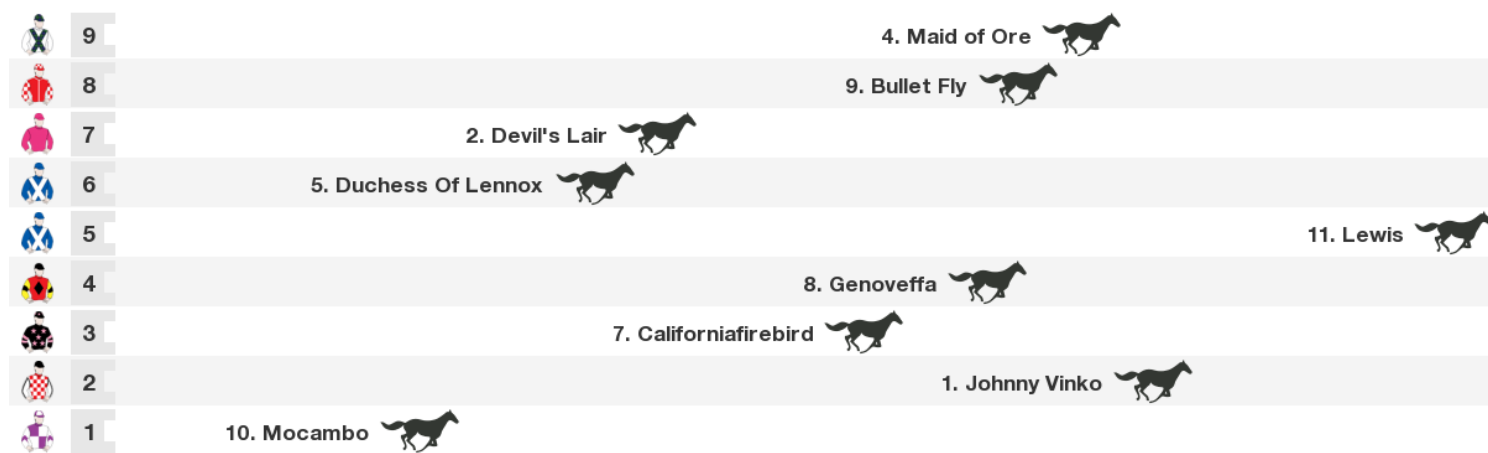 9 4. Maid of Ore
8 9. Bullet Fly
7 2. Devil's Lair
6 5. Duchess Of Lennox
5 11. Lewis
4 8. Genoveffa
3 7. Californiafirebird
2 1. Johnny Vinko
1 10. Mocambo